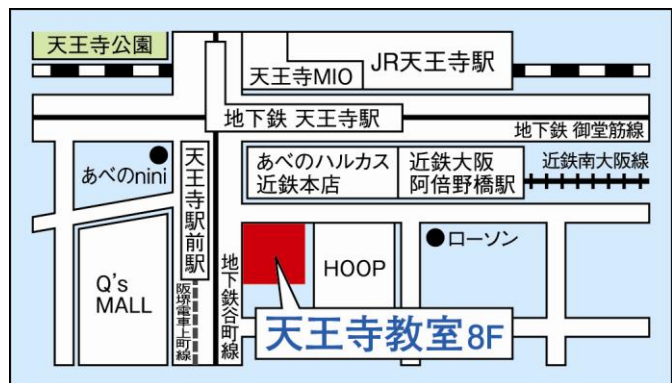 天王寺公園
天王寺MIO
JR天王寺駅
地下鉄 天王寺駅
地下鉄 御堂筋線
あべのnini
天王寺駅前駅
あべのハルカス
近鉄本店
近鉄大阪
阿倍野橋駅
近鉄南大阪線
Q's
MALL
阪堺電車上町線
地下鉄谷町線
HOOP
ローソン
天王寺教室8F